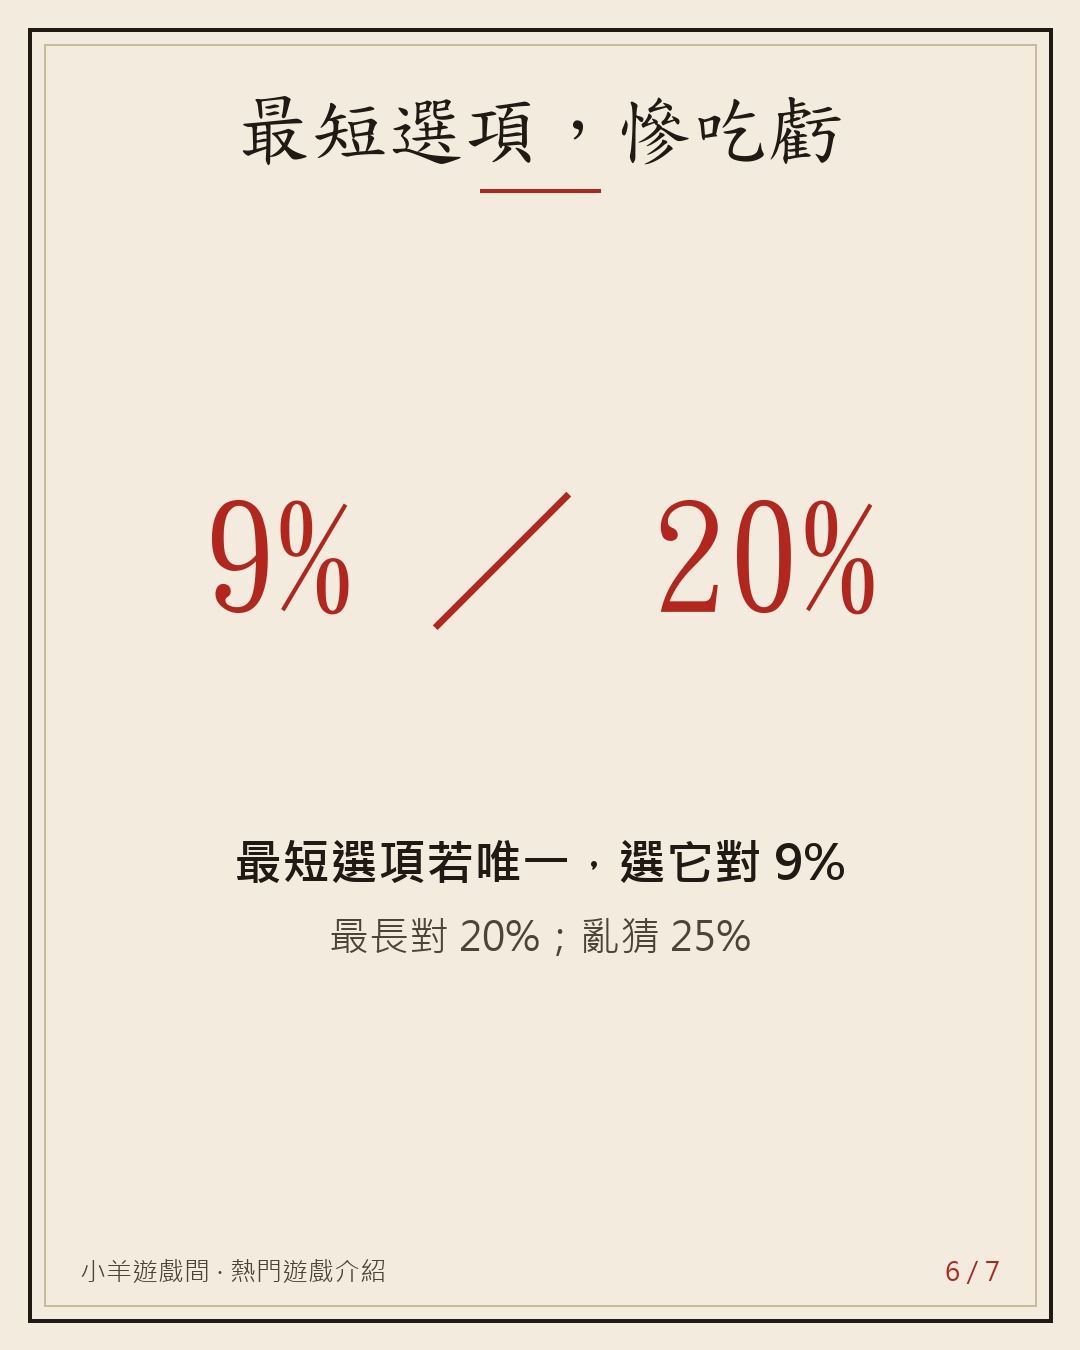 最短選項，慘吃虧
9% ／ 20%
最短選項若唯一，選它對 9%
最長對 20%；亂猜 25%
小羊遊戲間 · 熱門遊戲介紹
6 / 7